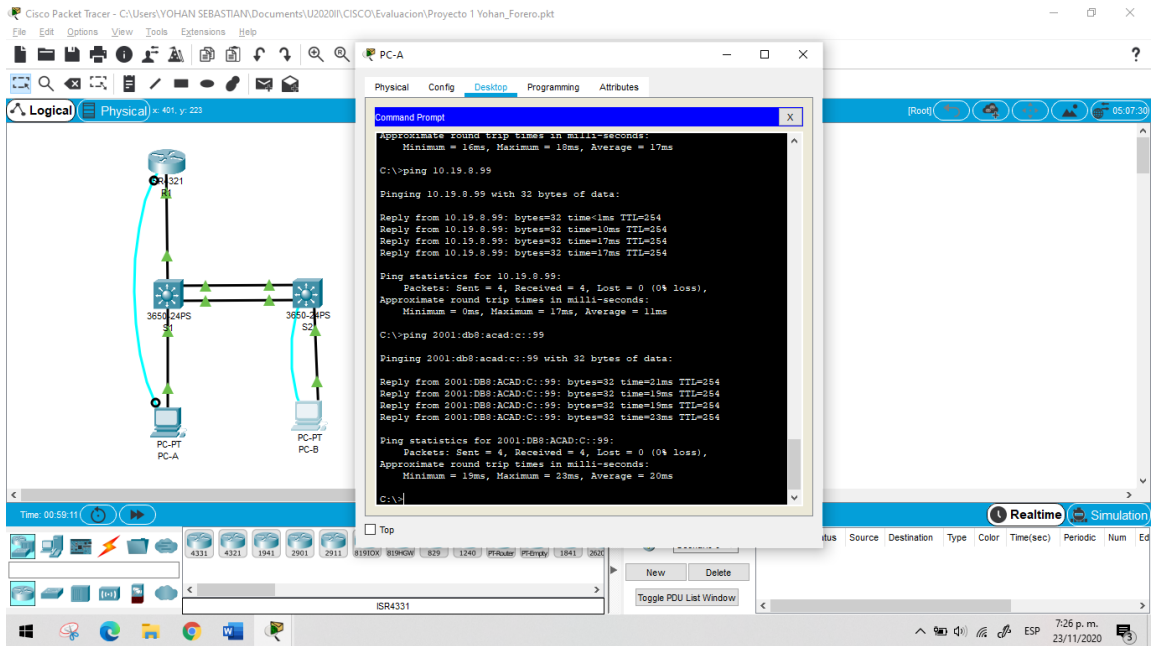 Cisco Packet Tracer - C:\Users\YOHAN SEBASTIAN\Documents\U2020II\CISCO\Evaluacion\Proyecto 1 Yohan_Forero.pkt
File Edit Options View Tools Extensions Help
PC-A
?
Physical Config Desktop Programming Attributes
Logical Physical x: 401, y: 223
[Root] 05:07:30
Command Prompt X
Approximate round trip times in milli-seconds:
Minimum = 16ms, Maximum = 18ms, Average = 17ms
C:\>ping 10.19.8.99
Pinging 10.19.8.99 with 32 bytes of data:
Reply from 10.19.8.99: bytes=32 time<1ms TTL=254
Reply from 10.19.8.99: bytes=32 time=10ms TTL=254
Reply from 10.19.8.99: bytes=32 time=17ms TTL=254
Reply from 10.19.8.99: bytes=32 time=17ms TTL=254
Ping statistics for 10.19.8.99:
Packets: Sent = 4, Received = 4, Lost = 0 (0% loss),
Approximate round trip times in milli-seconds:
Minimum = 0ms, Maximum = 17ms, Average = 11ms
C:\>ping 2001:db8:acad:c::99
Pinging 2001:db8:acad:c::99 with 32 bytes of data:
Reply from 2001:DB8:ACAD:C::99: bytes=32 time=21ms TTL=254
Reply from 2001:DB8:ACAD:C::99: bytes=32 time=19ms TTL=254
Reply from 2001:DB8:ACAD:C::99: bytes=32 time=19ms TTL=254
Reply from 2001:DB8:ACAD:C::99: bytes=32 time=23ms TTL=254
Ping statistics for 2001:DB8:ACAD:C::99:
Packets: Sent = 4, Received = 4, Lost = 0 (0% loss),
Approximate round trip times in milli-seconds:
Minimum = 19ms, Maximum = 23ms, Average = 20ms
C:\>
Top
R1
3650-24PS
S1
3650-24PS
S2
PC-PT
PC-A
PC-PT
PC-B
Time: 00:59:11
Realtime Simulation
4331 4321 1941 2901 2911 819IOX 819HGW 829 1240 PT-Router PT-Empty 1841 2620
Source Destination Type Color Time(sec) Periodic Num Ed
New Delete
Toggle PDU List Window
ISR4331
ESP
7:26 p. m.
23/11/2020
3